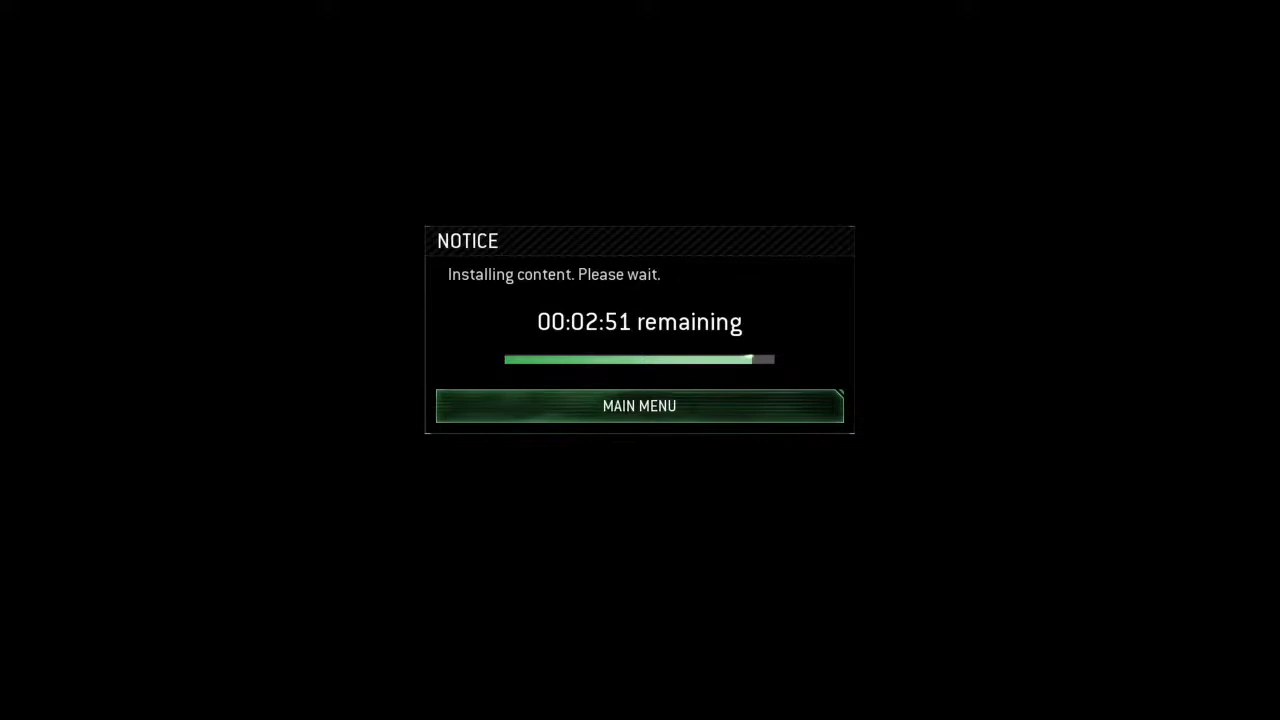 NOTICE
Installing content. Please wait.
00:02:51 remaining
MAIN MENU